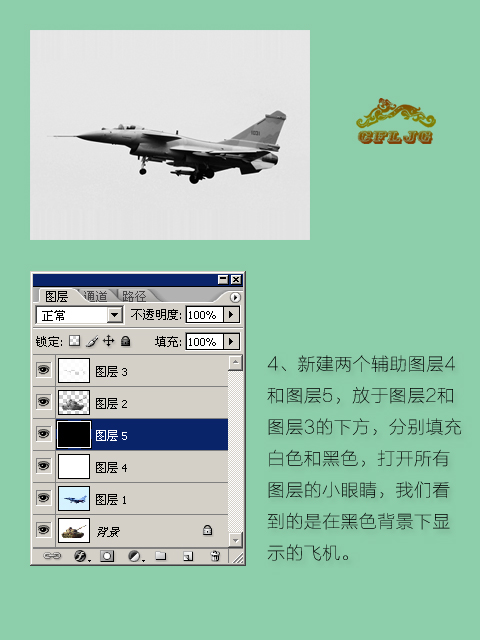 CFLJG
图层
通道
路径
正常
不透明度: 100%
锁定:
填充: 100%
图层 3
图层 2
图层 5
图层 4
图层 1
背景
4、新建两个辅助图层4
和图层5，放于图层2和
图层3的下方，分别填充
白色和黑色，打开所有
图层的小眼睛，我们看
到的是在黑色背景下显
示的飞机。